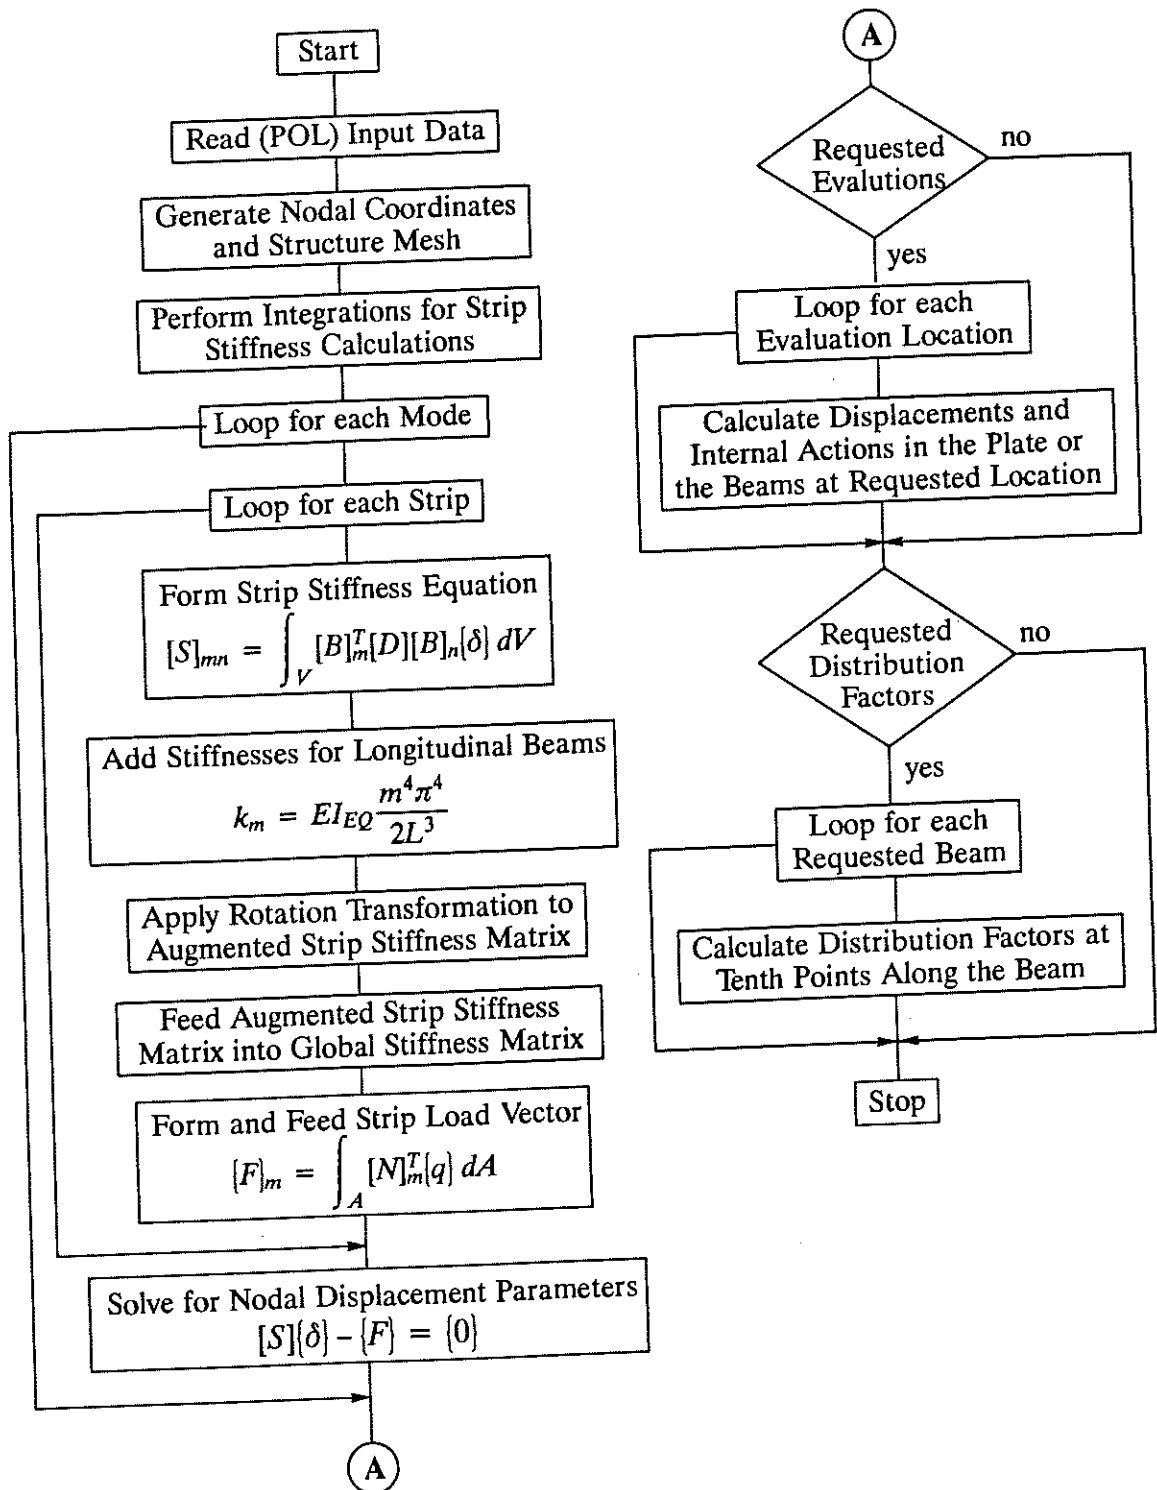 Start
Read (POL) Input Data
Generate Nodal Coordinates
and Structure Mesh
Perform Integrations for Strip
Stiffness Calculations
Loop for each Mode
Loop for each Strip
Form Strip Stiffness Equation
[S]mn = ∫V [B]ᵀm[D][B]n{δ} dV
Add Stiffnesses for Longitudinal Beams
km = EIEQ m⁴π⁴ / 2L³
Apply Rotation Transformation to
Augmented Strip Stiffness Matrix
Feed Augmented Strip Stiffness
Matrix into Global Stiffness Matrix
Form and Feed Strip Load Vector
{F}m = ∫A [N]ᵀm{q} dA
Solve for Nodal Displacement Parameters
[S]{δ} – {F} = {0}
A
A
Requested
Evalutions
no
yes
Loop for each
Evaluation Location
Calculate Displacements and
Internal Actions in the Plate or
the Beams at Requested Location
Requested
Distribution
Factors
no
yes
Loop for each
Requested Beam
Calculate Distribution Factors at
Tenth Points Along the Beam
Stop